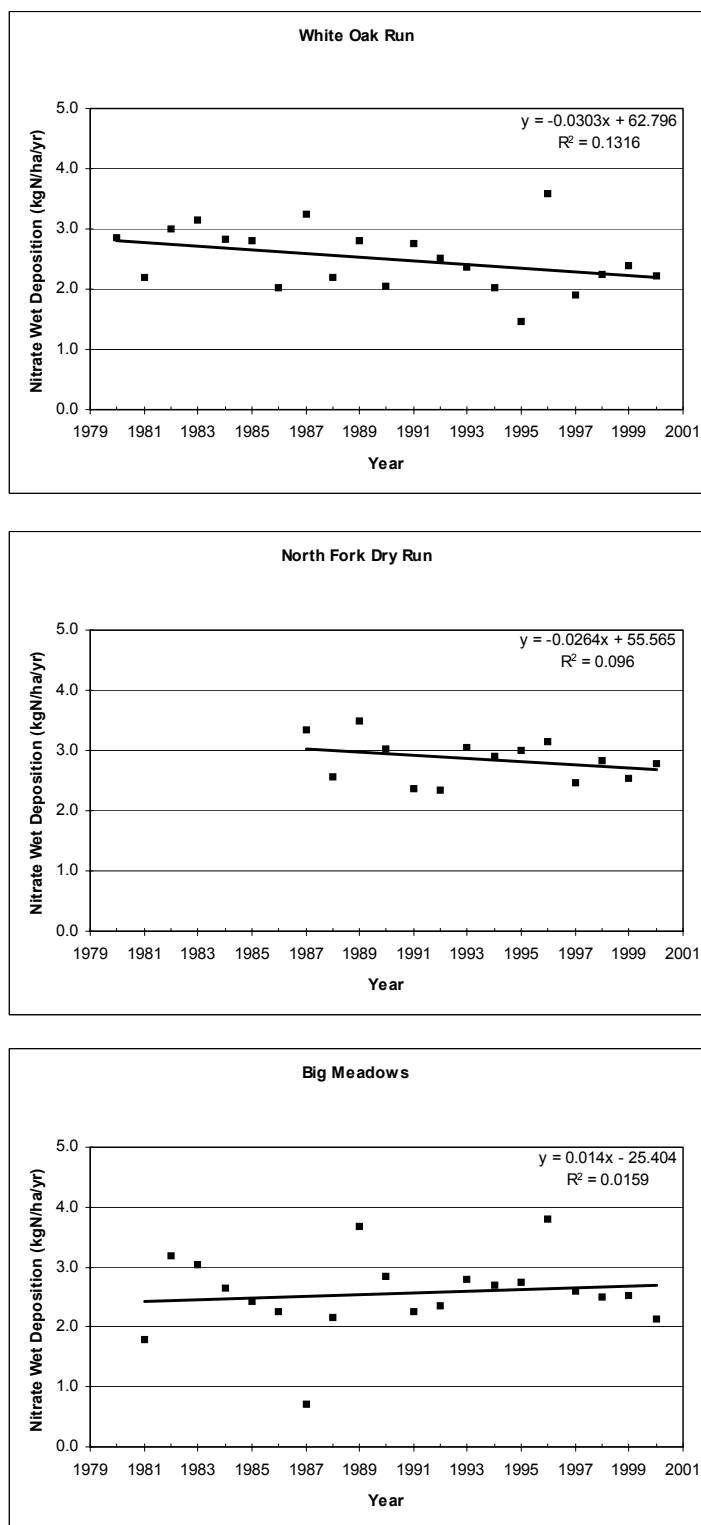 White Oak Run
y = -0.0303x + 62.796
R² = 0.1316
Nitrate Wet Deposition (kgN/ha/yr)
5.0
4.0
3.0
2.0
1.0
0.0
1979 1981 1983 1985 1987 1989 1991 1993 1995 1997 1999 2001
Year
North Fork Dry Run
y = -0.0264x + 55.565
R² = 0.096
Nitrate Wet Deposition (kgN/ha/yr)
5.0
4.0
3.0
2.0
1.0
0.0
1979 1981 1983 1985 1987 1989 1991 1993 1995 1997 1999 2001
Year
Big Meadows
y = 0.014x - 25.404
R² = 0.0159
Nitrate Wet Deposition (kgN/ha/yr)
5.0
4.0
3.0
2.0
1.0
0.0
1979 1981 1983 1985 1987 1989 1991 1993 1995 1997 1999 2001
Year